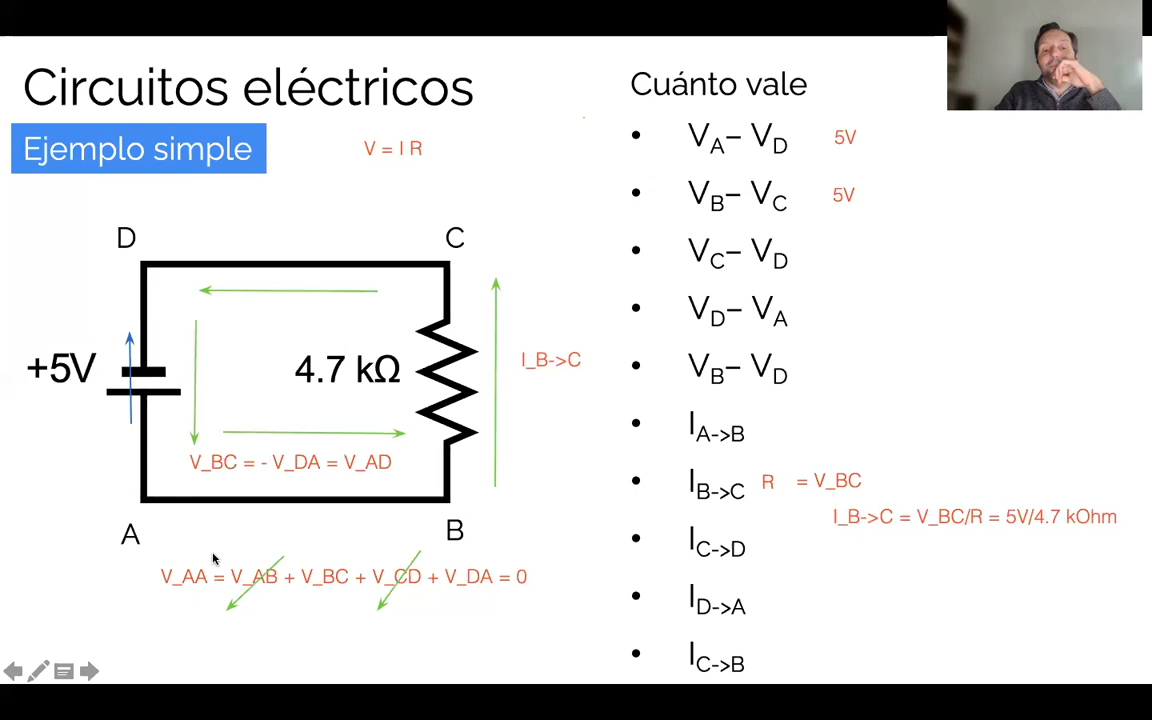 Circuitos eléctricos
Ejemplo simple
V = I R
D
C
+5V
4.7 kΩ
I_B->C
V_BC = - V_DA = V_AD
A
B
V_AA = V_AB + V_BC + V_CD + V_DA = 0
Cuánto vale
• V_A– V_D 5V
• V_B– V_C 5V
• V_C– V_D
• V_D– V_A
• V_B– V_D
• I_A->B
• I_B->C R = V_BC
I_B->C = V_BC/R = 5V/4.7 kOhm
• I_C->D
• I_D->A
• I_C->B